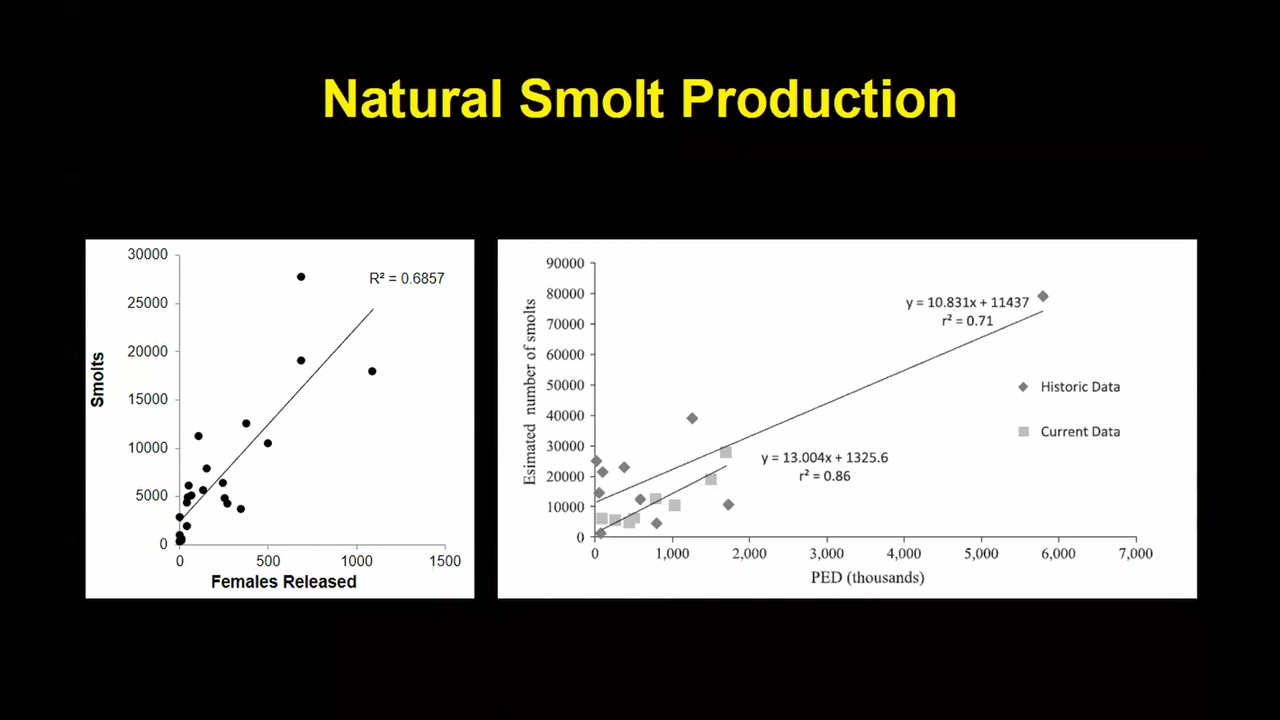 Natural Smolt Production
30000
25000
20000
15000
10000
5000
0
R² = 0.6857
Smolts
0 500 1000 1500
Females Released
90000
80000
70000
60000
50000
40000
30000
20000
10000
0
Esimated number of smolts
y = 10.831x + 11437
r² = 0.71
Historic Data
Current Data
y = 13.004x + 1325.6
r² = 0.86
0 1,000 2,000 3,000 4,000 5,000 6,000 7,000
PED (thousands)